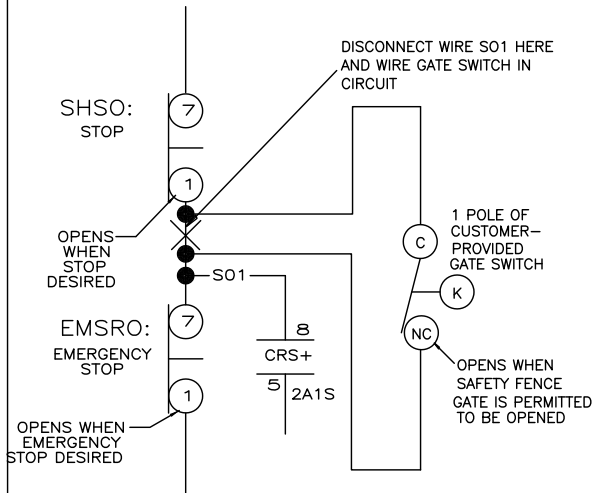 DISCONNECT WIRE SO1 HERE
AND WIRE GATE SWITCH IN
CIRCUIT
SHSO:
STOP
7
1
OPENS
WHEN
STOP
DESIRED
C
1 POLE OF
CUSTOMER-
PROVIDED
GATE SWITCH
K
NC
OPENS WHEN
SAFETY FENCE
GATE IS PERMITTED
TO BE OPENED
SO1
EMSRO:
EMERGENCY
STOP
7
1
8
CRS+
5
2A1S
OPENS WHEN
EMERGENCY
STOP DESIRED